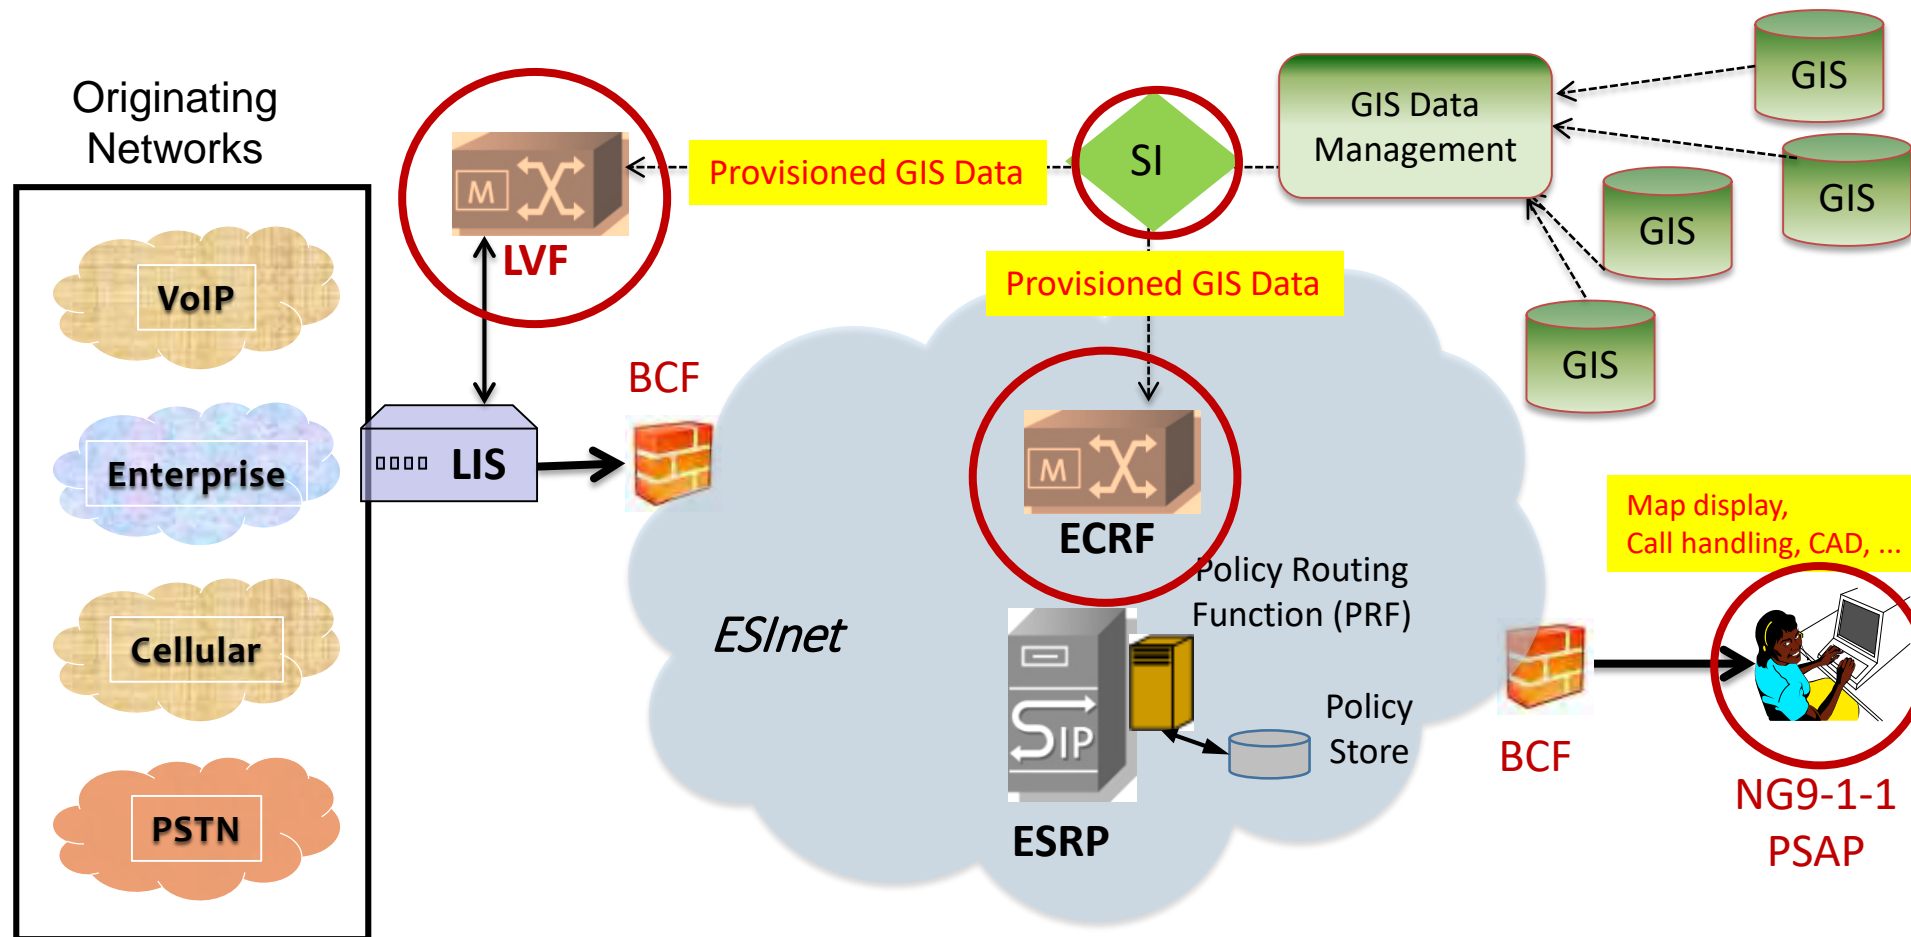 Originating
Networks
VoIP
Enterprise
Cellular
PSTN
M
LVF
LIS
BCF
Provisioned GIS Data
SI
GIS Data
Management
GIS
GIS
GIS
GIS
Provisioned GIS Data
M
ECRF
ESInet
Policy Routing
Function (PRF)
SIP
Policy
Store
ESRP
BCF
Map display,
Call handling, CAD, ...
NG9-1-1
PSAP